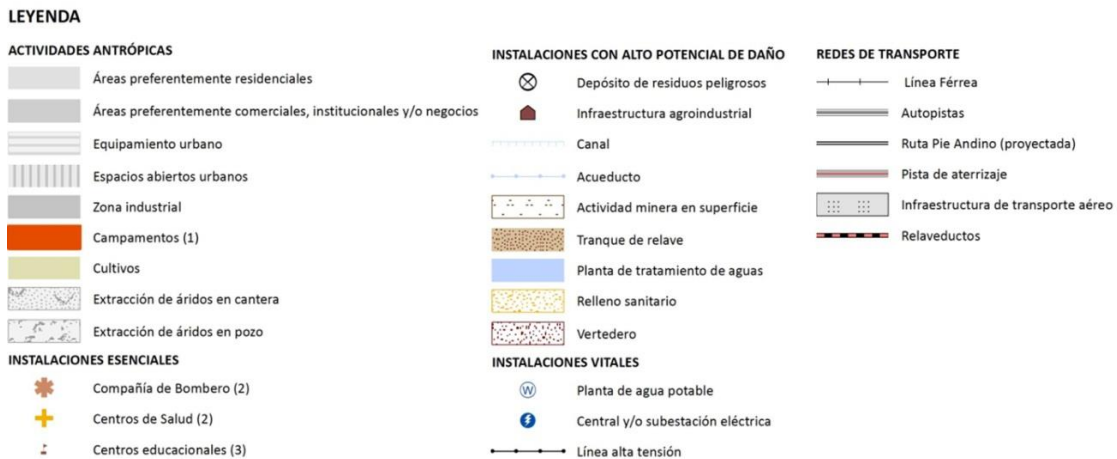 LEYENDA
ACTIVIDADES ANTRÓPICAS
Áreas preferentemente residenciales
Áreas preferentemente comerciales, institucionales y/o negocios
Equipamiento urbano
Espacios abiertos urbanos
Zona industrial
Campamentos (1)
Cultivos
Extracción de áridos en cantera
Extracción de áridos en pozo
INSTALACIONES ESENCIALES
Compañía de Bombero (2)
Centros de Salud (2)
Centros educacionales (3)
INSTALACIONES CON ALTO POTENCIAL DE DAÑO
Depósito de residuos peligrosos
Infraestructura agroindustrial
Canal
Acueducto
Actividad minera en superficie
Tranque de relave
Planta de tratamiento de aguas
Relleno sanitario
Vertedero
INSTALACIONES VITALES
W Planta de agua potable
Central y/o subestación eléctrica
Línea alta tensión
REDES DE TRANSPORTE
Línea Férrea
Autopistas
Ruta Pie Andino (proyectada)
Pista de aterrizaje
Infraestructura de transporte aéreo
Relaveductos